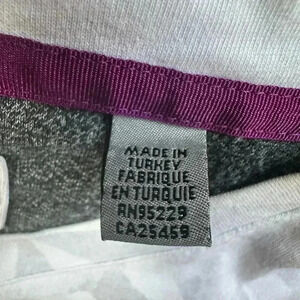 MADE IN
TURKEY
FABRIQUE
EN TURQUIE
RN95229
CA25459